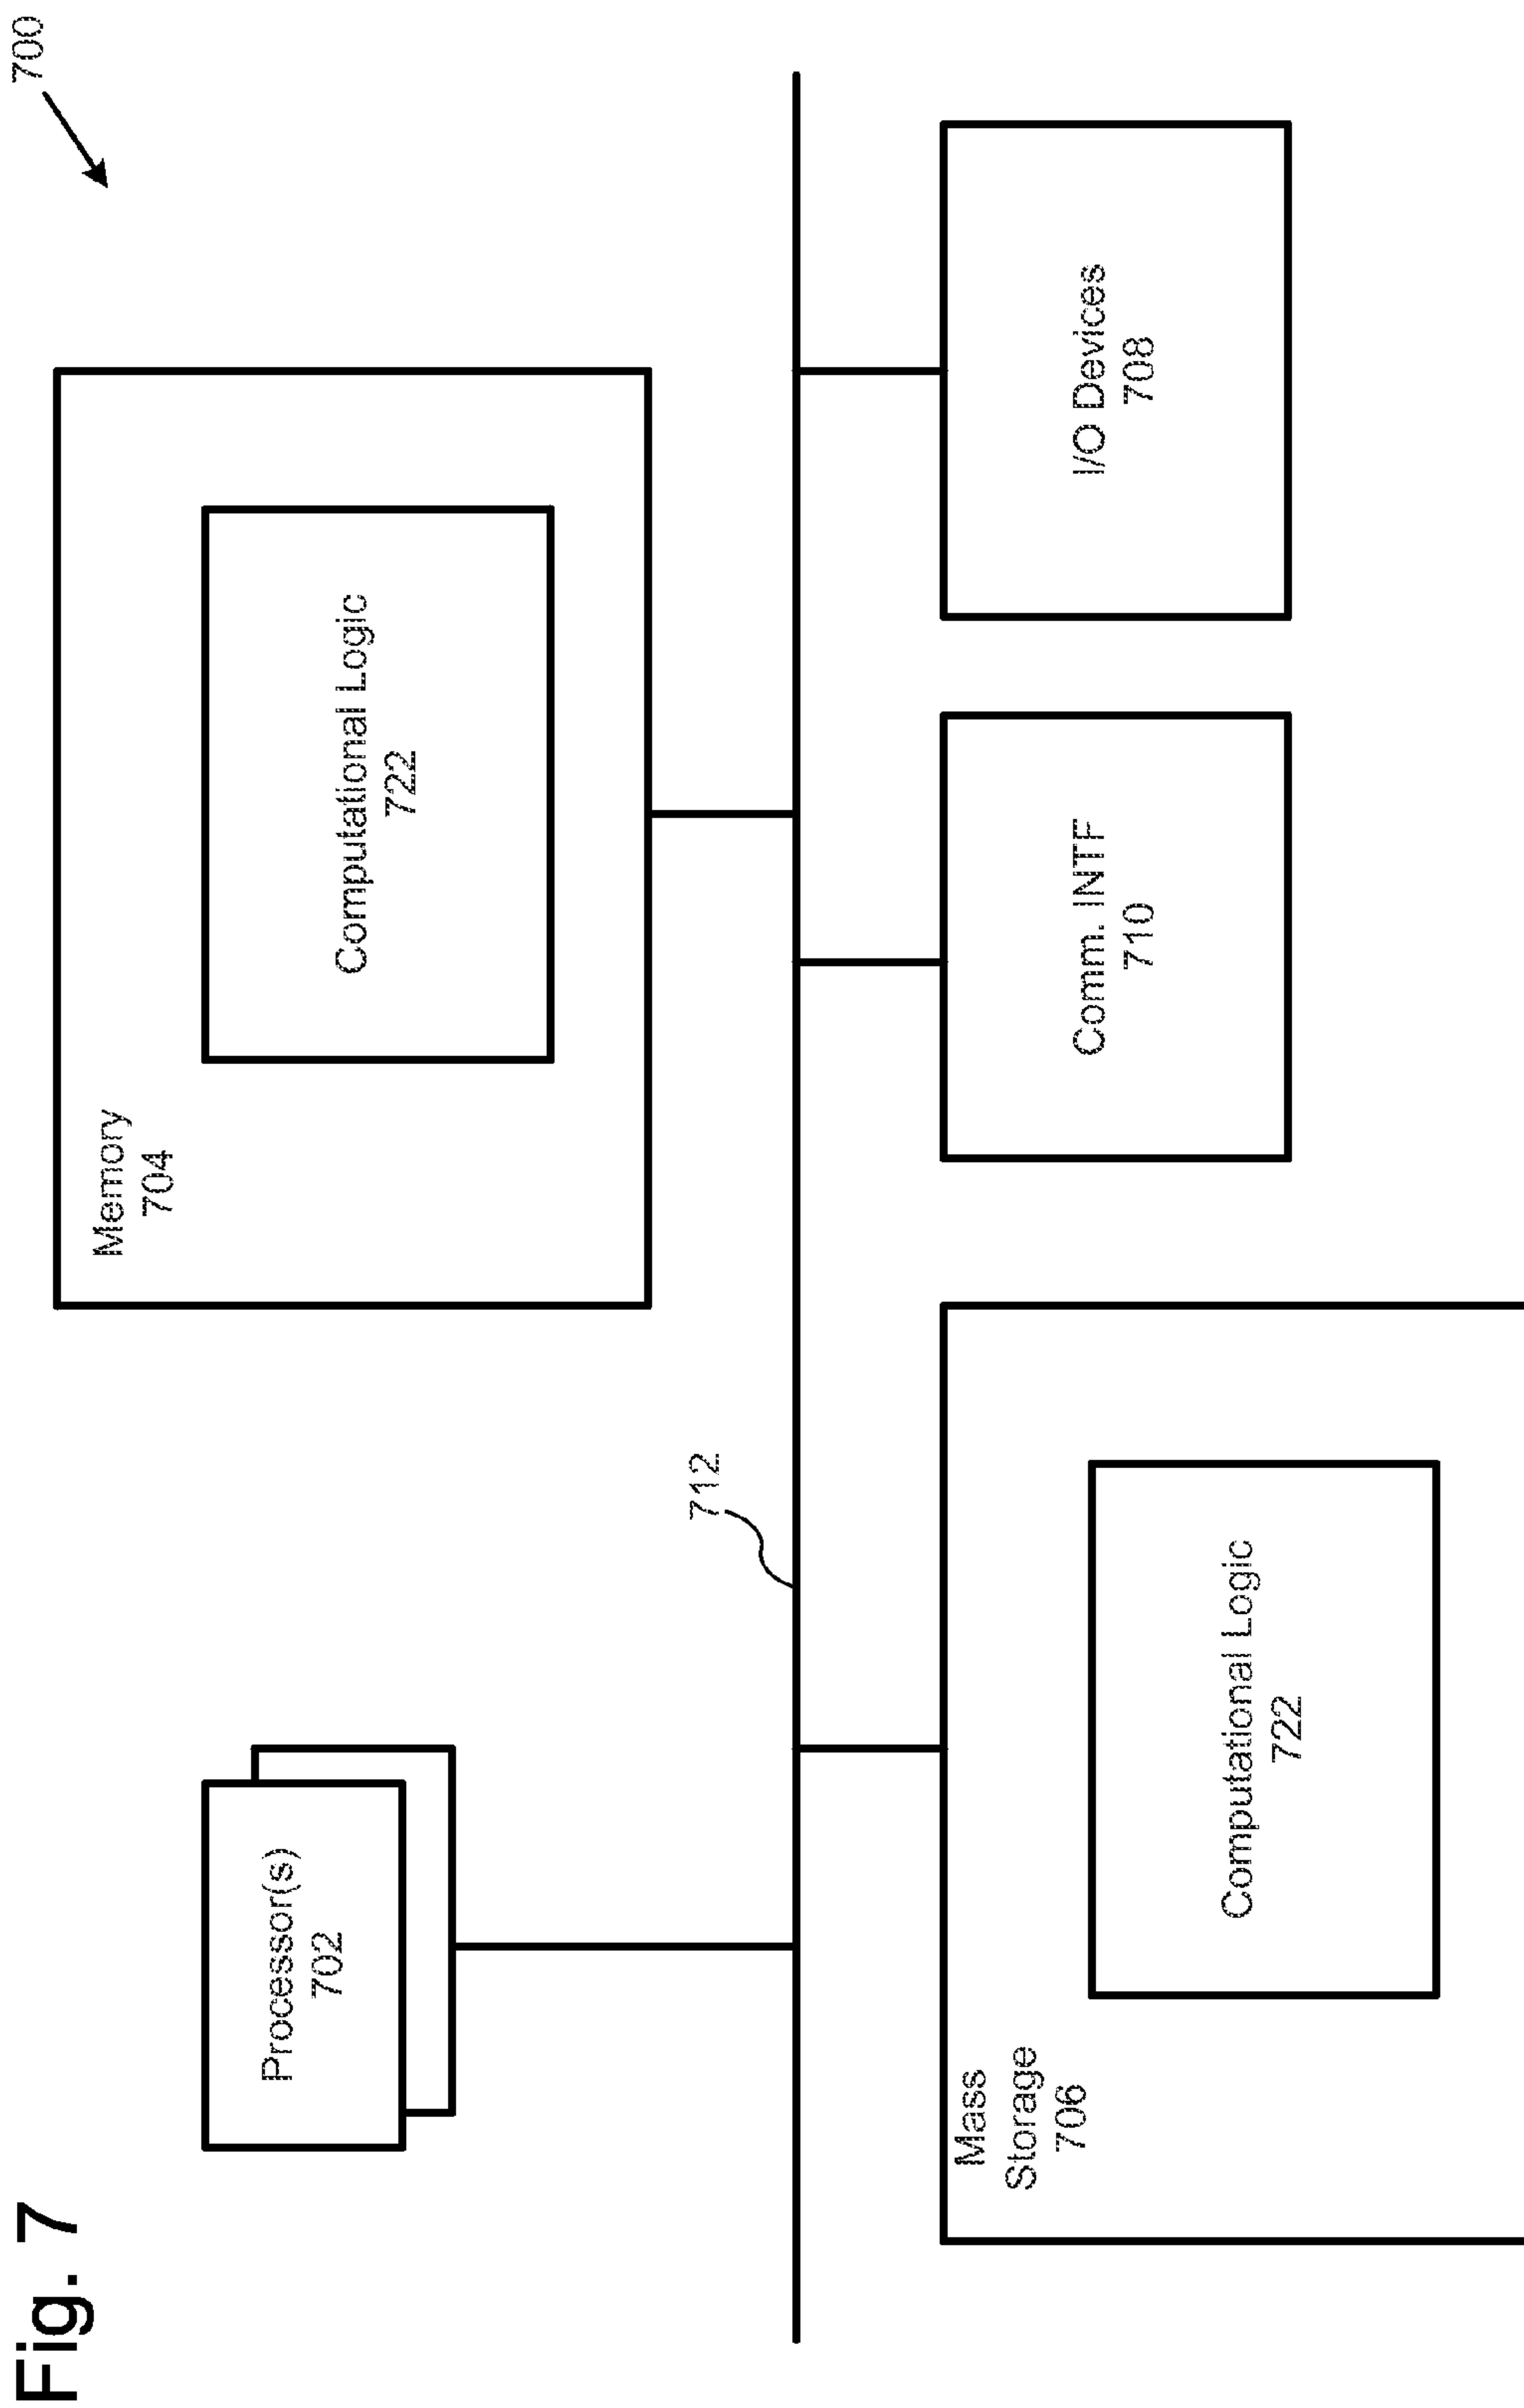 Fig. 7
700
Processor(s)
702
Memory
704
Computational Logic
722
712
Mass
Storage
706
Computational Logic
722
Comm. INTF
710
I/O Devices
708